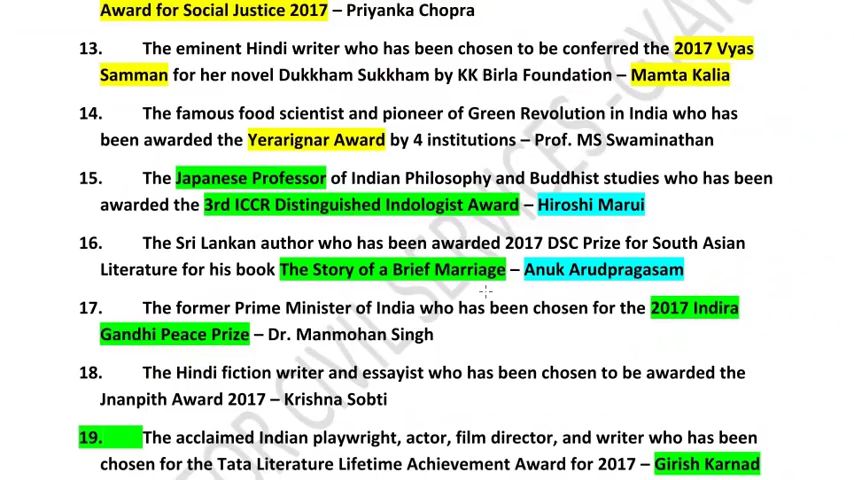 Award for Social Justice 2017 – Priyanka Chopra
13. The eminent Hindi writer who has been chosen to be conferred the 2017 Vyas
Samman for her novel Dukkham Sukkham by KK Birla Foundation – Mamta Kalia
14. The famous food scientist and pioneer of Green Revolution in India who has
been awarded the Yerarignar Award by 4 institutions – Prof. MS Swaminathan
15. The Japanese Professor of Indian Philosophy and Buddhist studies who has been
awarded the 3rd ICCR Distinguished Indologist Award – Hiroshi Marui
16. The Sri Lankan author who has been awarded 2017 DSC Prize for South Asian
Literature for his book The Story of a Brief Marriage – Anuk Arudpragasam
17. The former Prime Minister of India who has been chosen for the 2017 Indira
Gandhi Peace Prize – Dr. Manmohan Singh
18. The Hindi fiction writer and essayist who has been chosen to be awarded the
Jnanpith Award 2017 – Krishna Sobti
19. The acclaimed Indian playwright, actor, film director, and writer who has been
chosen for the Tata Literature Lifetime Achievement Award for 2017 – Girish Karnad
FOR CIVIL SERVICES -GYAN